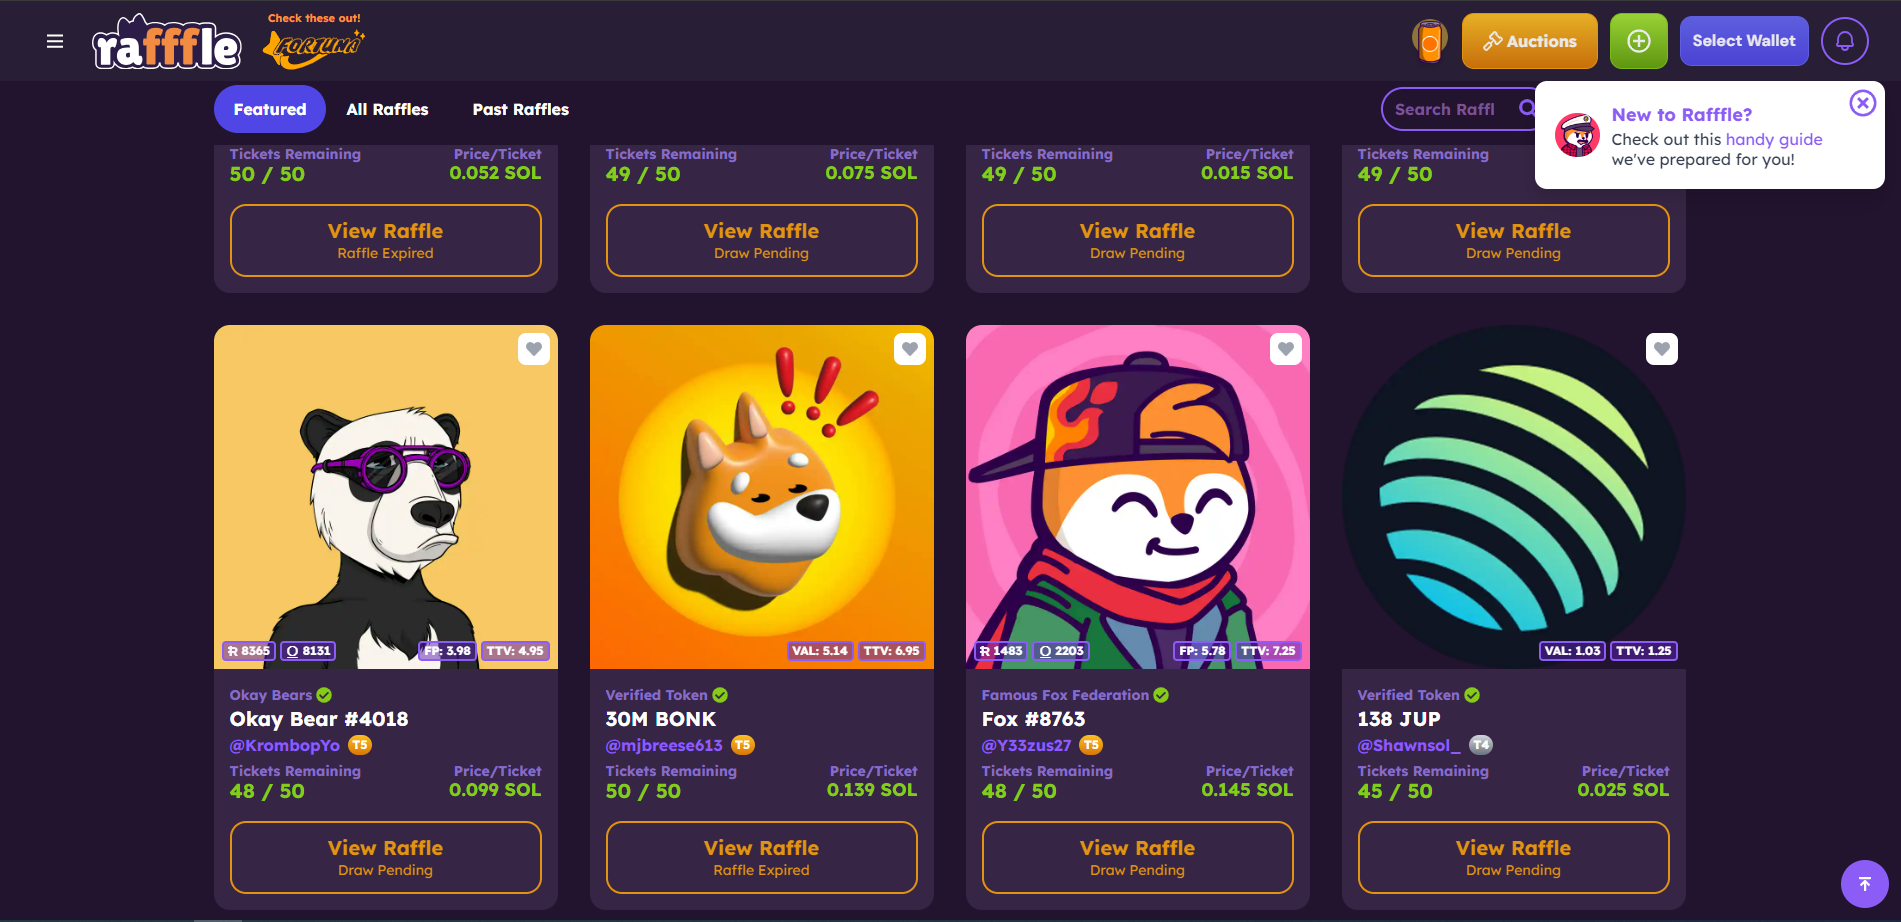 rafffle
Check these out!
FORTUNA
Auctions
Select Wallet
Featured
All Raffles
Past Raffles
Search Raffl
New to Rafffle?
Check out this handy guide
we've prepared for you!
Tickets Remaining Price/Ticket
50 / 50 0.052 SOL
View Raffle
Raffle Expired
Tickets Remaining Price/Ticket
49 / 50 0.075 SOL
View Raffle
Draw Pending
Tickets Remaining Price/Ticket
49 / 50 0.015 SOL
View Raffle
Draw Pending
Tickets Remaining
49 / 50
View Raffle
Draw Pending
8365 8131 FP: 3.98 TTV: 4.95
Okay Bears
Okay Bear #4018
@KrombopYo T5
Tickets Remaining Price/Ticket
48 / 50 0.099 SOL
View Raffle
Draw Pending
VAL: 5.14 TTV: 6.95
Verified Token
30M BONK
@mjbreese613 T5
Tickets Remaining Price/Ticket
50 / 50 0.139 SOL
View Raffle
Raffle Expired
1483 2203 FP: 5.78 TTV: 7.25
Famous Fox Federation
Fox #8763
@Y33zus27 T5
Tickets Remaining Price/Ticket
48 / 50 0.145 SOL
View Raffle
Draw Pending
VAL: 1.03 TTV: 1.25
Verified Token
138 JUP
@Shawnsol_ T4
Tickets Remaining Price/Ticket
45 / 50 0.025 SOL
View Raffle
Draw Pending